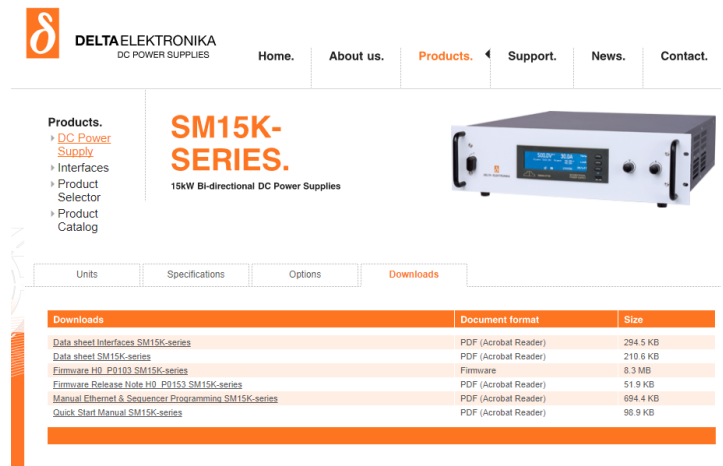 δ
DELTA ELEKTRONIKA
DC POWER SUPPLIES
Home. About us. Products. Support. News. Contact.
Products.
DC Power
Supply
Interfaces
Product
Selector
Product
Catalog
SM15K-
SERIES.
15kW Bi-directional DC Power Supplies
Units Specifications Options Downloads
Downloads Document format Size
Data sheet Interfaces SM15K-series PDF (Acrobat Reader) 294.5 KB
Data sheet SM15K-series PDF (Acrobat Reader) 210.6 KB
Firmware H0_P0103 SM15K-series Firmware 8.3 MB
Firmware Release Note H0_P0153 SM15K-series PDF (Acrobat Reader) 51.9 KB
Manual Ethernet & Sequencer Programming SM15K-series PDF (Acrobat Reader) 694.4 KB
Quick Start Manual SM15K-series PDF (Acrobat Reader) 98.9 KB